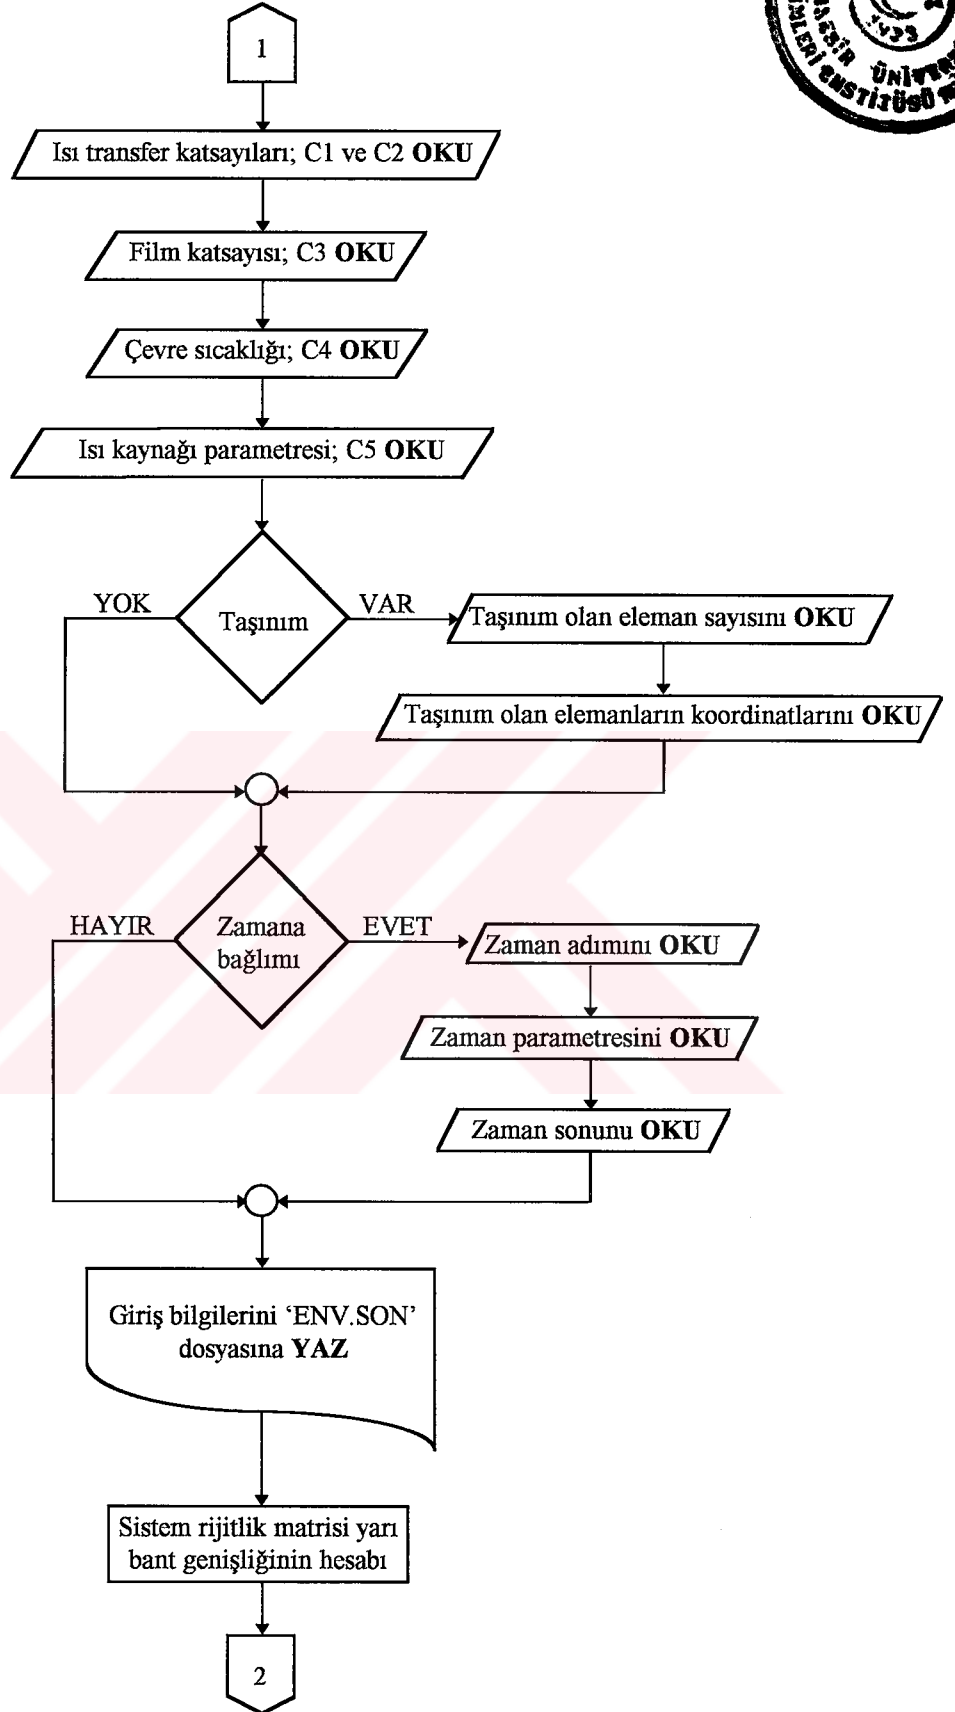 1
Isı transfer katsayıları; C1 ve C2 OKU
Film katsayısı; C3 OKU
Çevre sıcaklığı; C4 OKU
Isı kaynağı parametresi; C5 OKU
YOK
Taşınım
VAR
Taşınım olan eleman sayısını OKU
Taşınım olan elemanların koordinatlarını OKU
HAYIR
Zamana
bağlımı
EVET
Zaman adımını OKU
Zaman parametresini OKU
Zaman sonunu OKU
Giriş bilgilerini ‘ENV.SON’
dosyasına YAZ
Sistem rijitlik matrisi yarı
bant genişliğinin hesabı
2